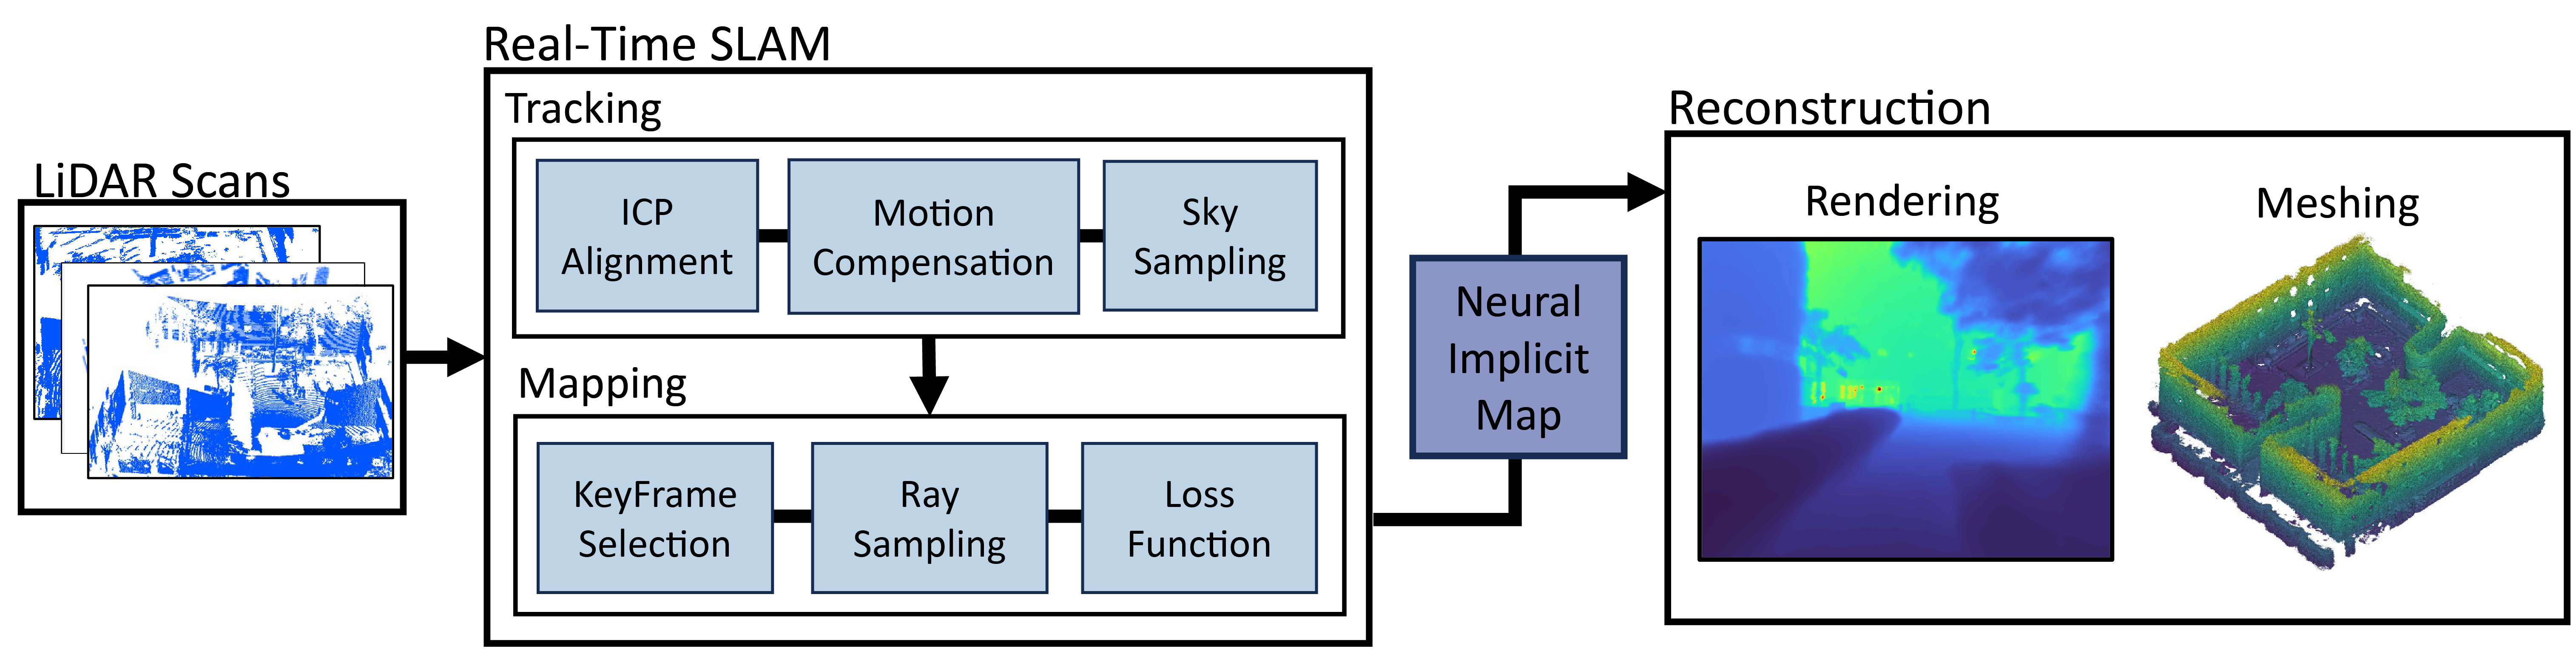 LiDAR Scans
Real-Time SLAM
Tracking
ICP
Alignment
Motion
Compensation
Sky
Sampling
Mapping
KeyFrame
Selection
Ray
Sampling
Loss
Function
Neural
Implicit
Map
Reconstruction
Rendering
Meshing